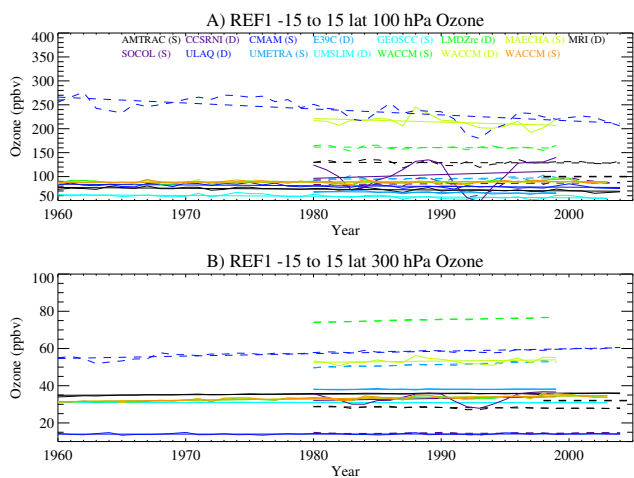 A) REF1 -15 to 15 lat 100 hPa Ozone
AMTRAC (S) CCSRNI (D) CMAM (S) E39C (D) GEOSCC (S) LMDZre (D) MAECHA (S) MRI (D)
SOCOL (S) ULAQ (D) UMETRA (S) UMSLIM (D) WACCM (S) WACCM (D) WACCM (S)
400
350
300
250
200
150
100
50
Ozone (ppbv)
1960 1970 1980 1990 2000
Year
B) REF1 -15 to 15 lat 300 hPa Ozone
100
80
60
40
20
0
Ozone (ppbv)
1960 1970 1980 1990 2000
Year